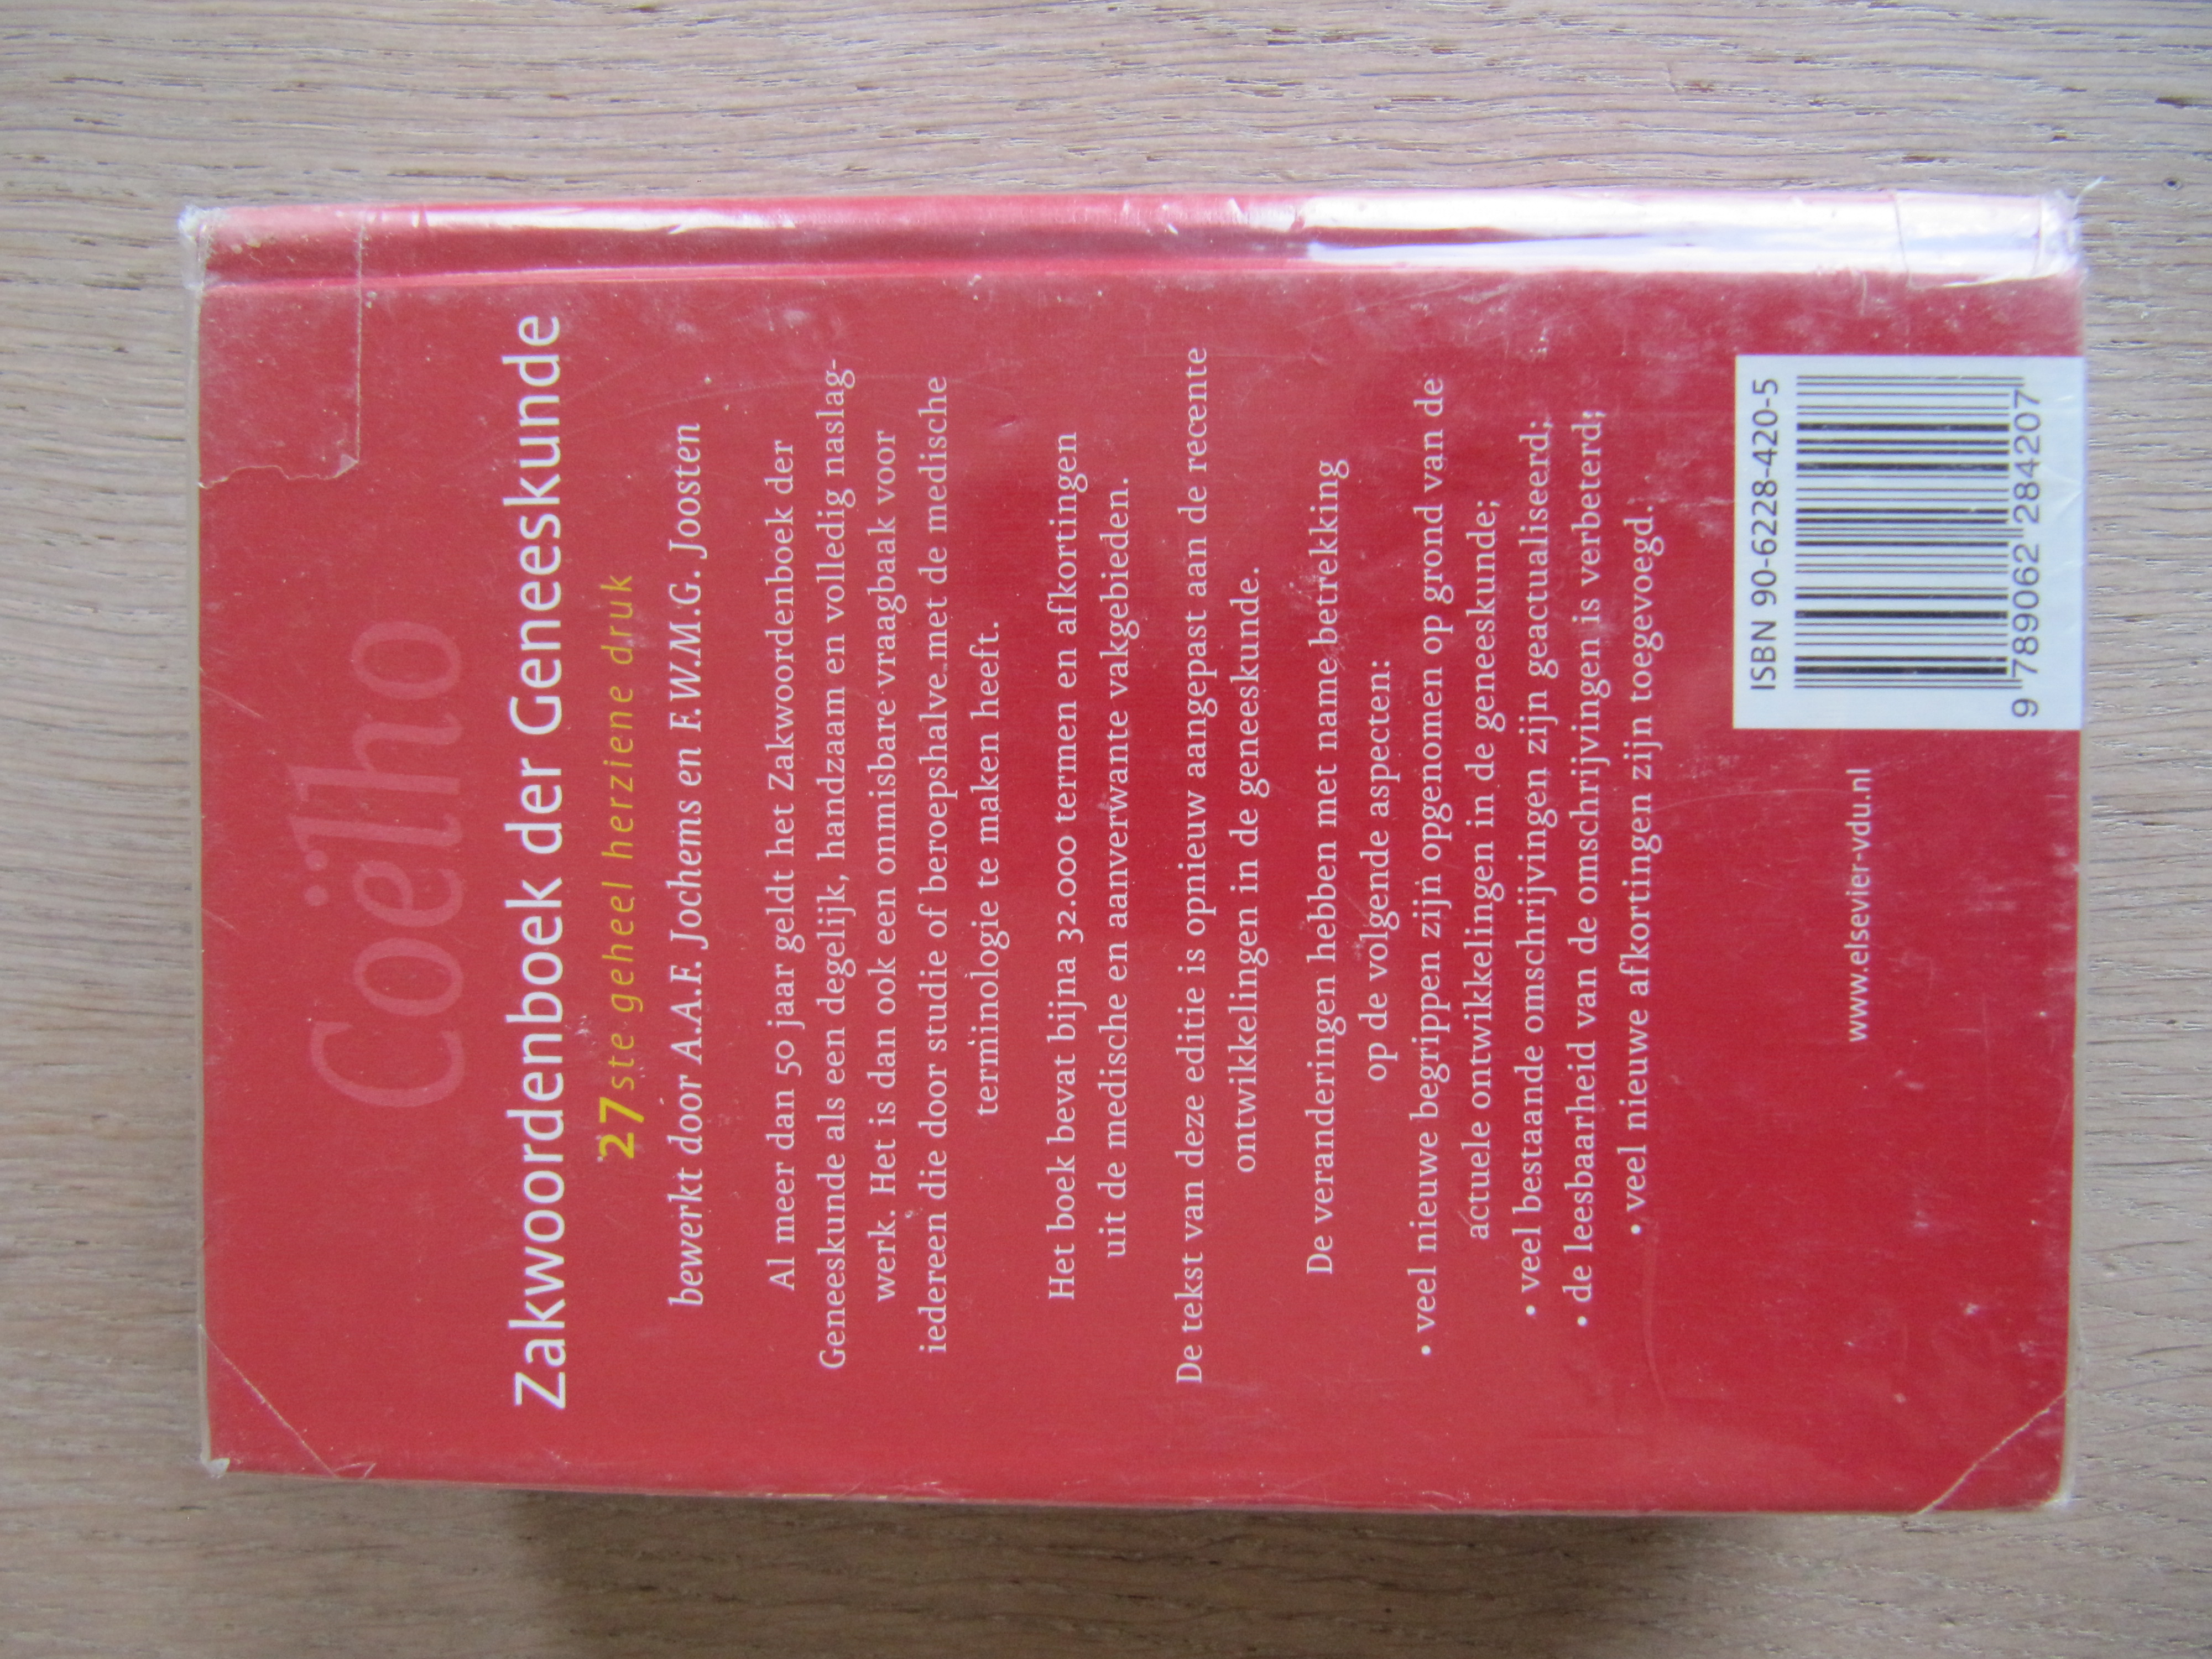 Coëlho
Zakwoordenboek der Geneeskunde
27ste geheel herziene druk
bewerkt door A.A.F. Jochems en F.W.M.G. Joosten
Al meer dan 50 jaar geldt het Zakwoordenboek der
Geneeskunde als een degelijk, handzaam en volledig naslag-
werk. Het is dan ook een onmisbare vraagbaak voor
iedereen die door studie of beroepshalve met de medische
terminologie te maken heeft.
Het boek bevat bijna 32.000 termen en afkortingen
uit de medische en aanverwante vakgebieden.
De tekst van deze editie is opnieuw aangepast aan de recente
ontwikkelingen in de geneeskunde.
De veranderingen hebben met name betrekking
op de volgende aspecten:
• veel nieuwe begrippen zijn opgenomen op grond van de
actuele ontwikkelingen in de geneeskunde;
• veel bestaande omschrijvingen zijn geactualiseerd;
• de leesbaarheid van de omschrijvingen is verbeterd;
• veel nieuwe afkortingen zijn toegevoegd.
www.elsevier-vdu.nl
ISBN 90-6228-420-5
9 789062 284207